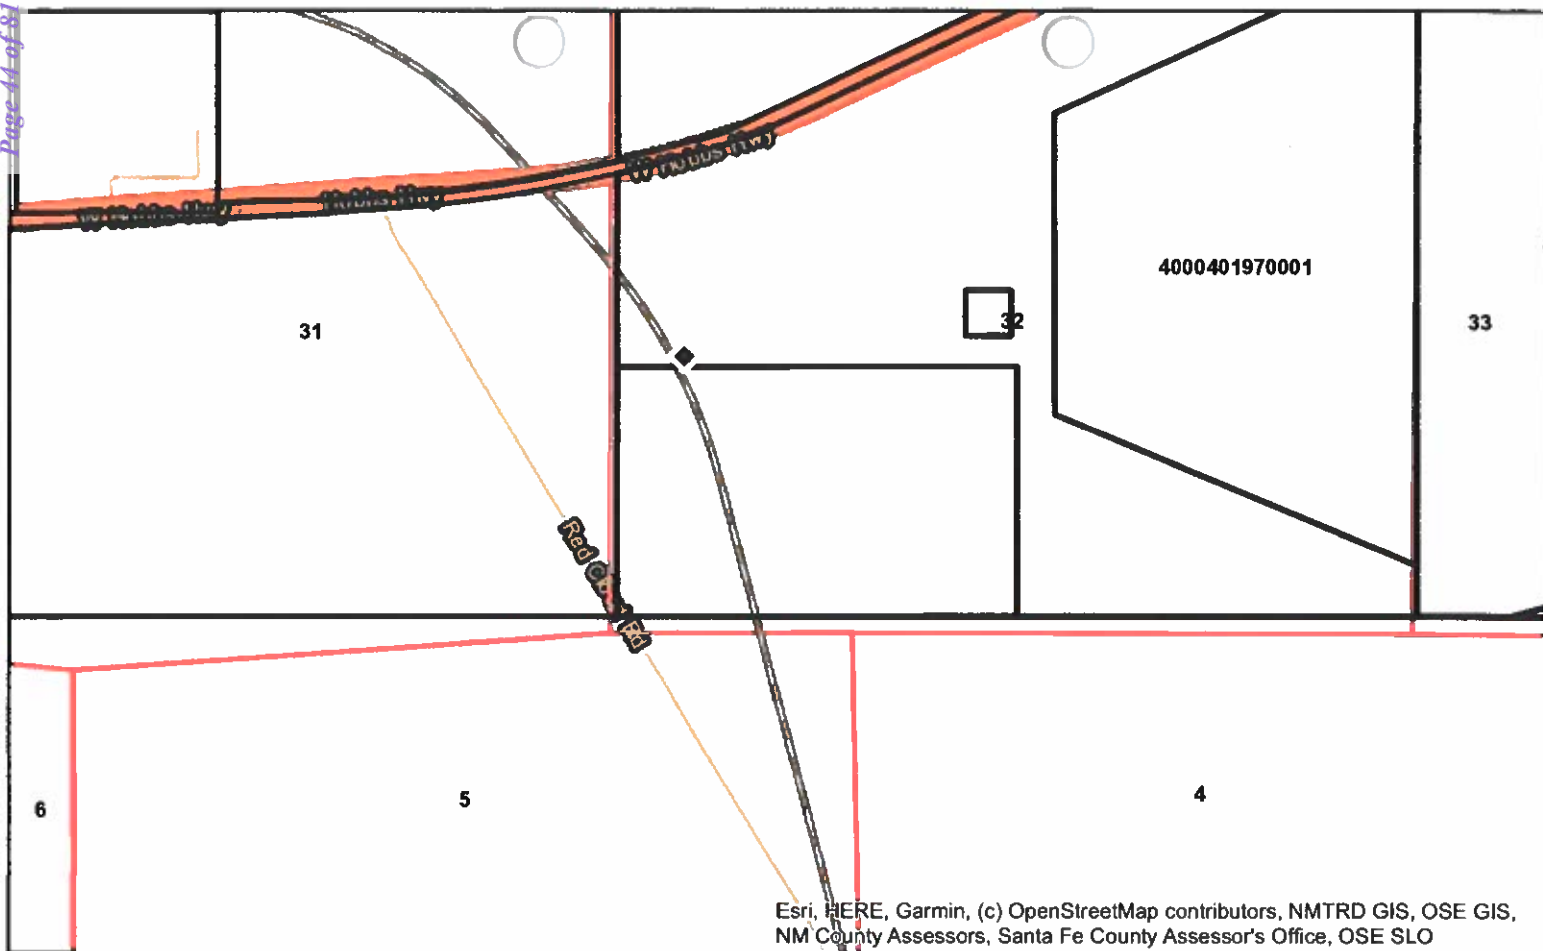 Page 44 of 81
W Hobbs Hwy
Hobbs Hwy
W Hobbs Hwy
4000401970001
31
32
33
Red
Rd
5
4
6
Esri, HERE, Garmin, (c) OpenStreetMap contributors, NMTRD GIS, OSE GIS,
NM County Assessors, Santa Fe County Assessor's Office, OSE SLO